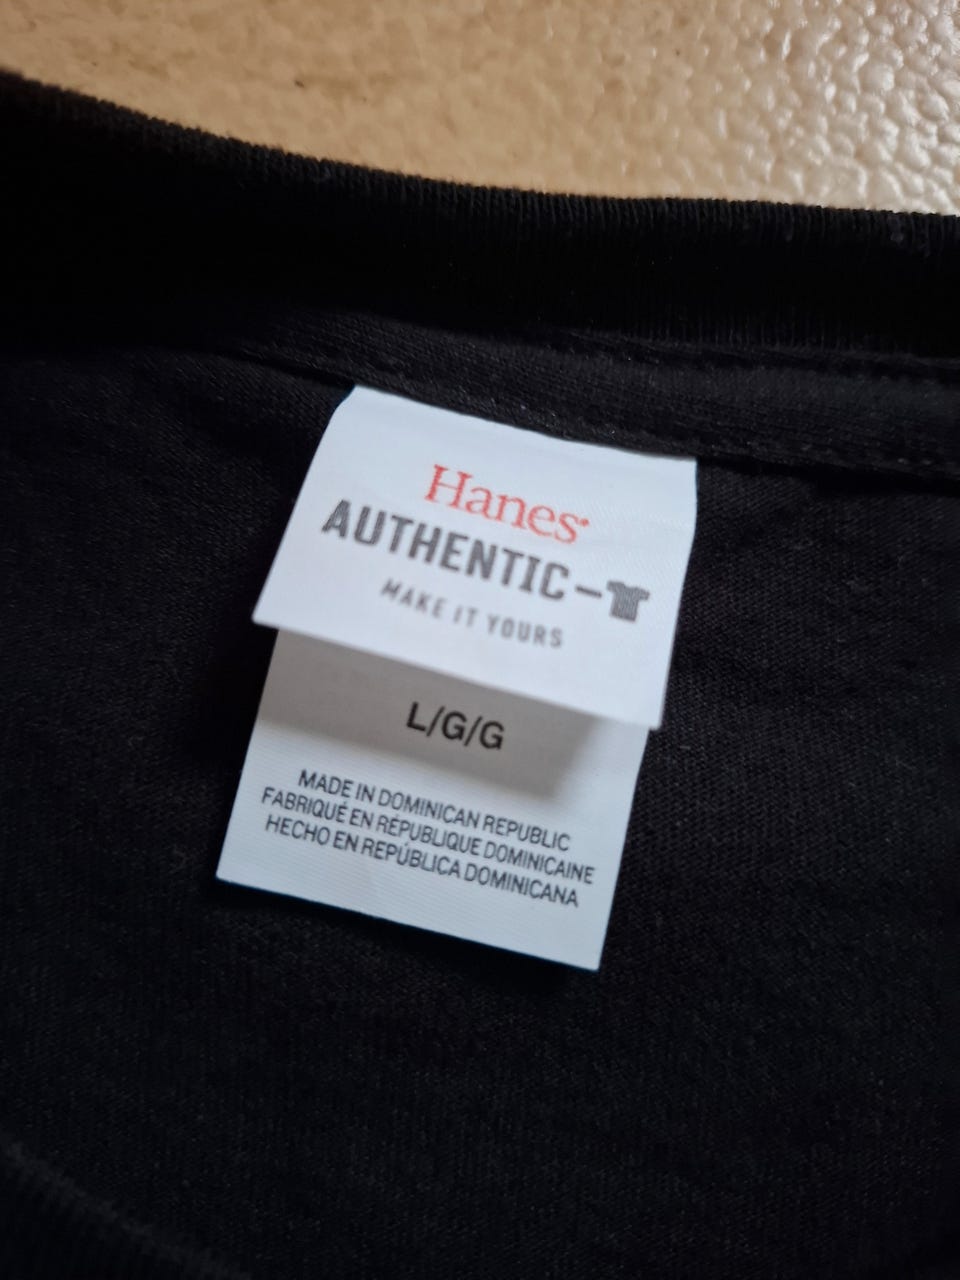 Hanes
AUTHENTIC-
MAKE IT YOURS
L/G/G
MADE IN DOMINICAN REPUBLIC
FABRIQUÉ EN RÉPUBLIQUE DOMINICAINE
HECHO EN REPÚBLICA DOMINICANA